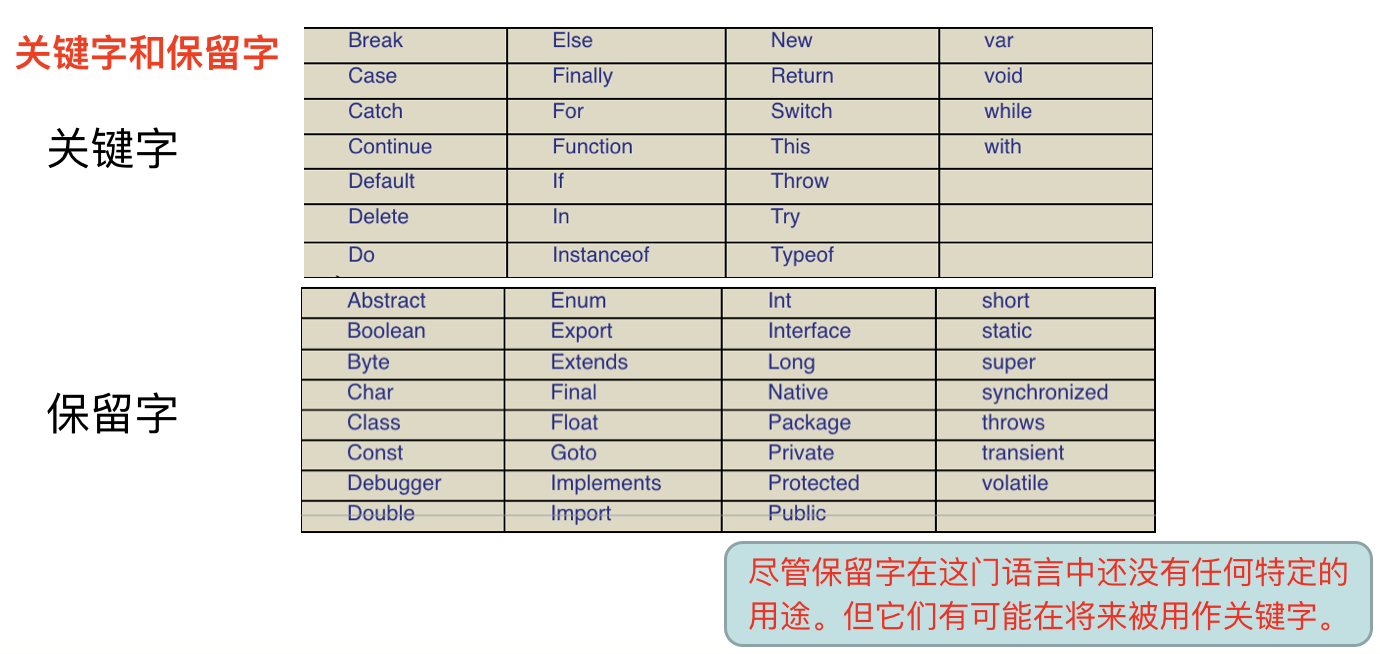 关键字和保留字
关键字
Break Else New var
Case Finally Return void
Catch For Switch while
Continue Function This with
Default If Throw
Delete In Try
Do Instanceof Typeof
保留字
Abstract Enum Int short
Boolean Export Interface static
Byte Extends Long super
Char Final Native synchronized
Class Float Package throws
Const Goto Private transient
Debugger Implements Protected volatile
Double Import Public
尽管保留字在这门语言中还没有任何特定的
用途。但它们有可能在将来被用作关键字。